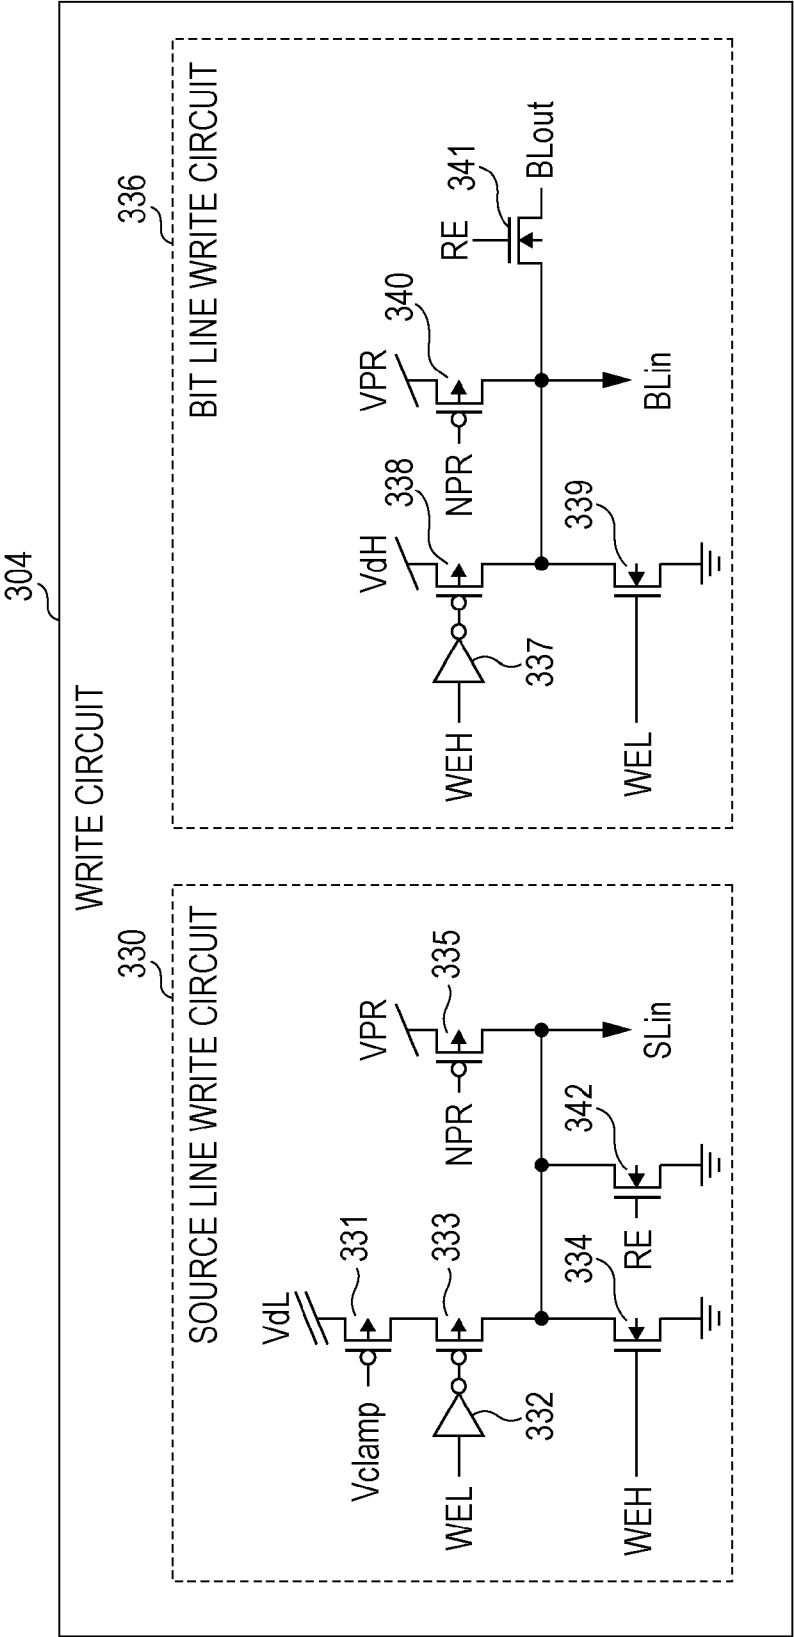 304
WRITE CIRCUIT
330
SOURCE LINE WRITE CIRCUIT
VdL
331
Vclamp
333
WEL
332
VPR
335
NPR
334
WEH
342
RE
SLin
336
BIT LINE WRITE CIRCUIT
VdH
338
WEH
337
VPR
340
NPR
RE
341
BLout
339
WEL
BLin